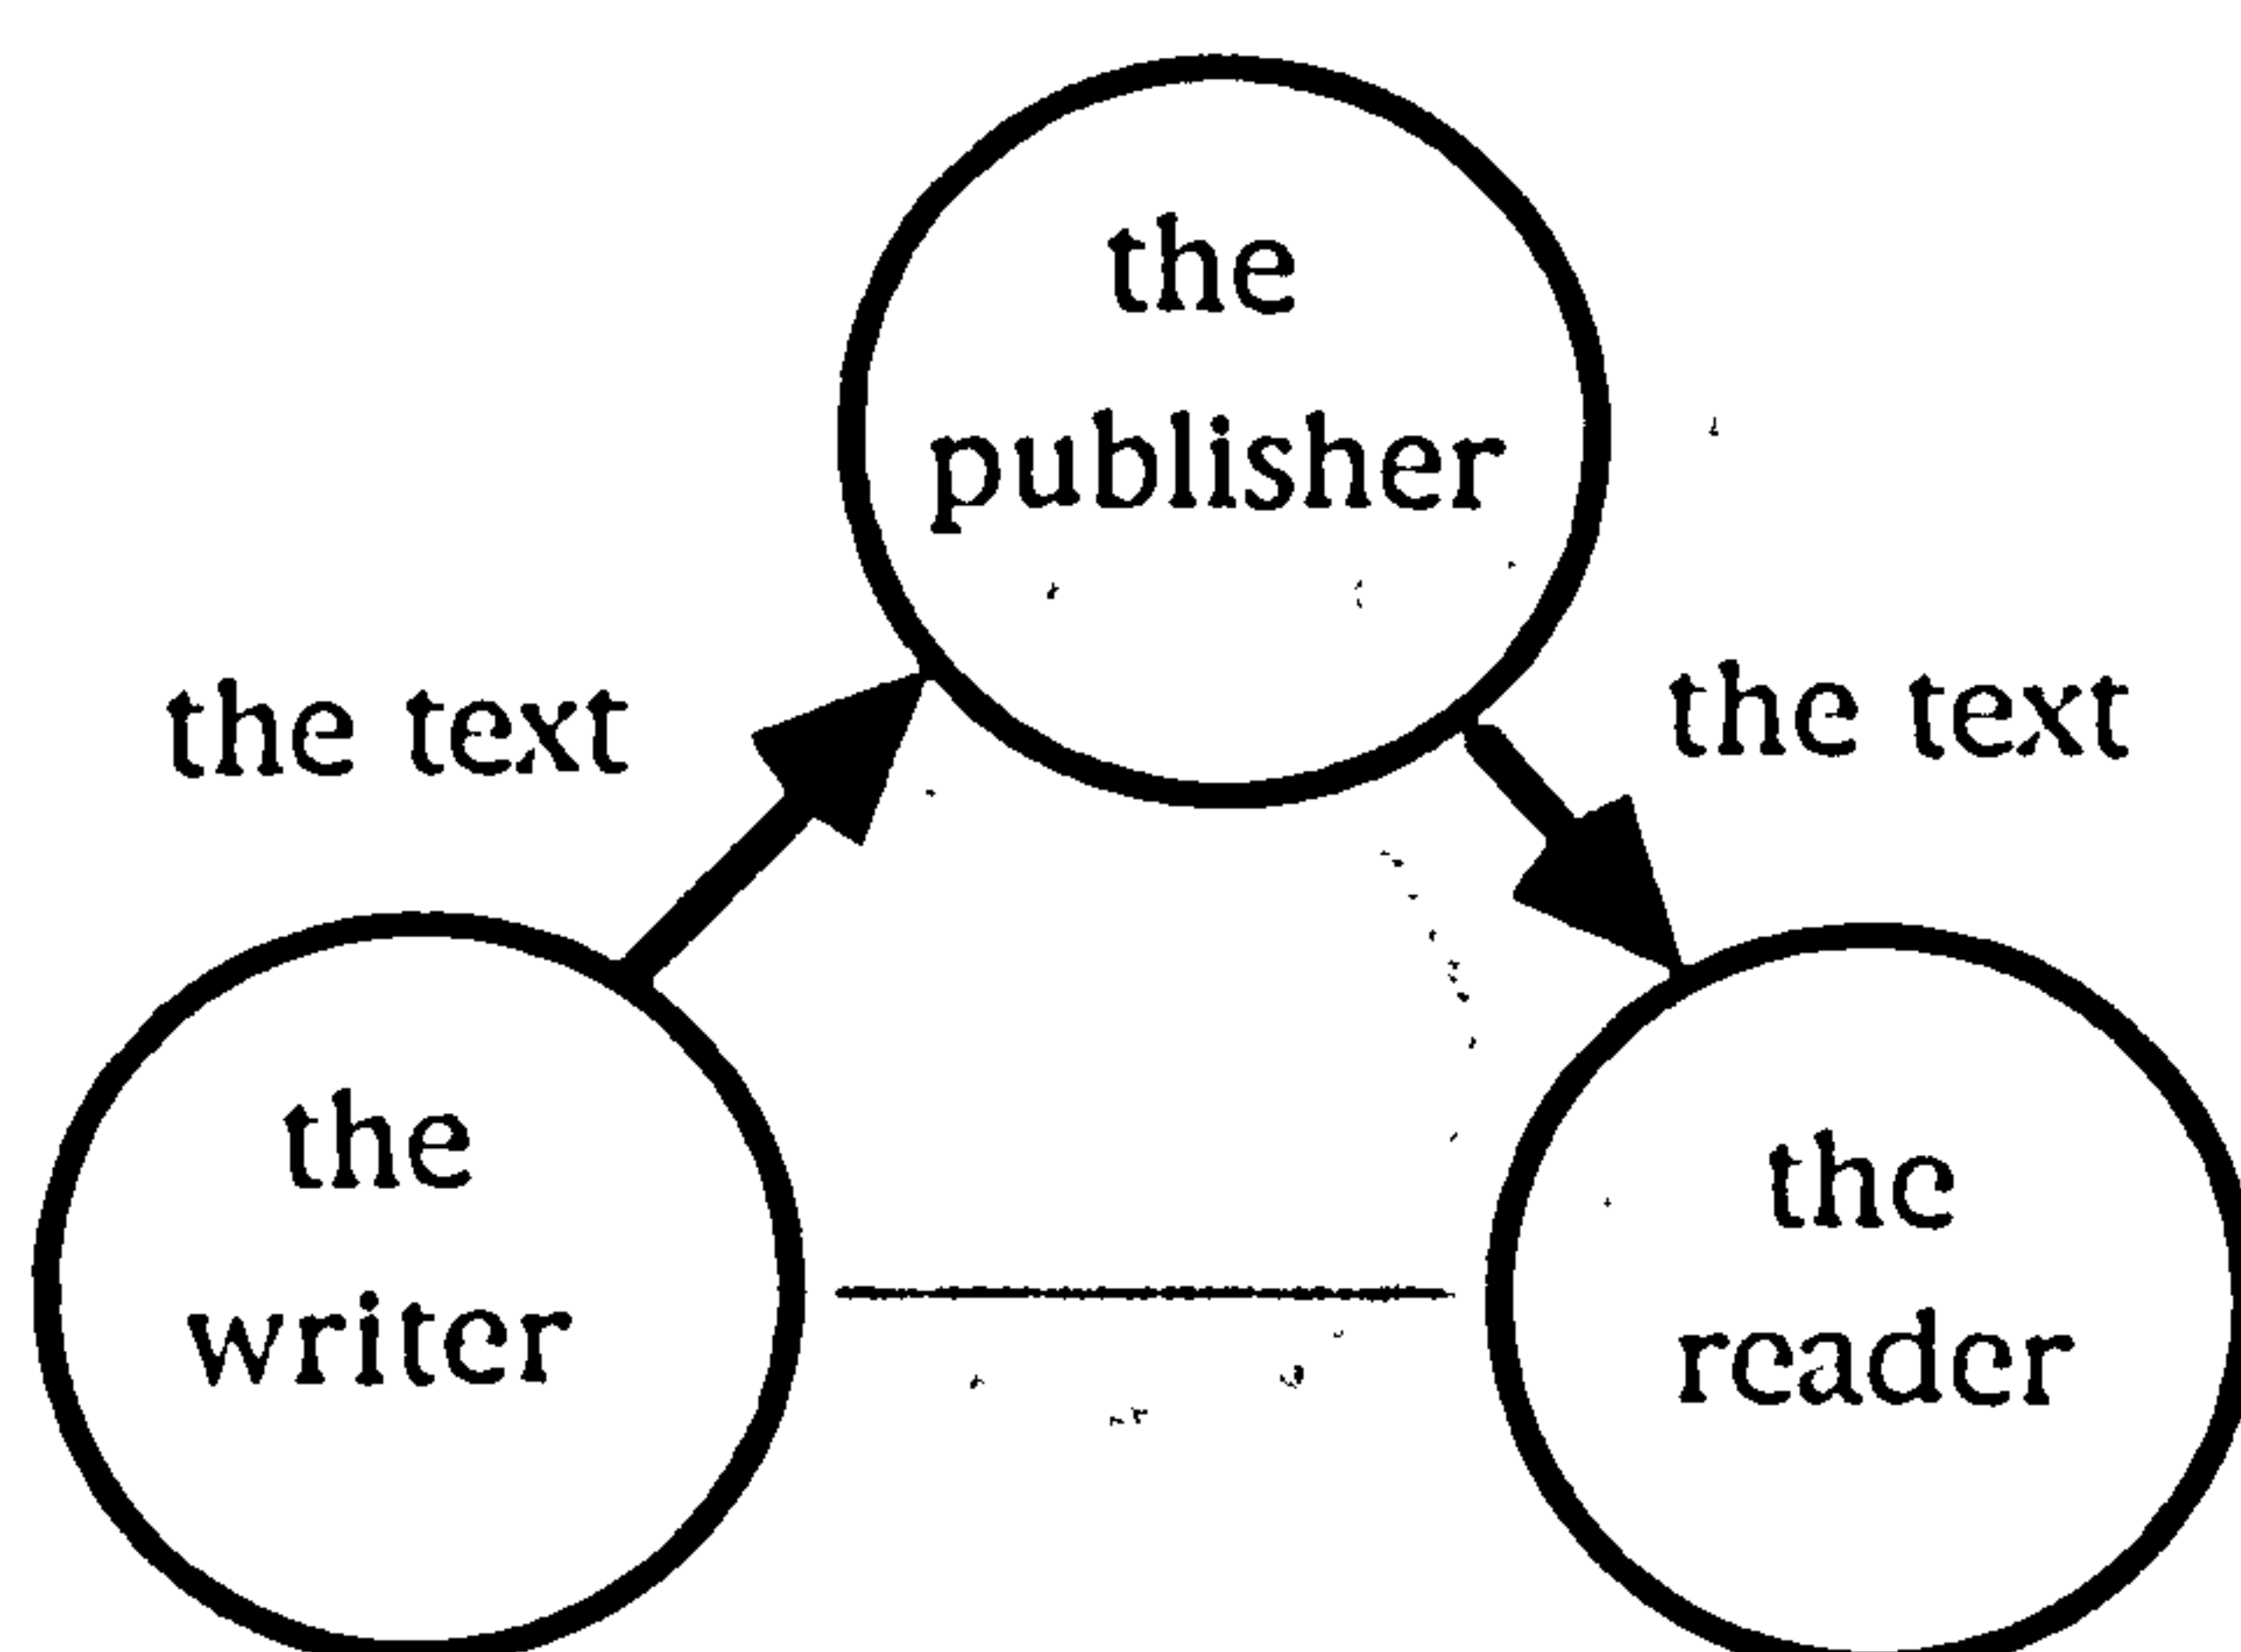 the
publisher
the text
the text
the
writer
the
reader